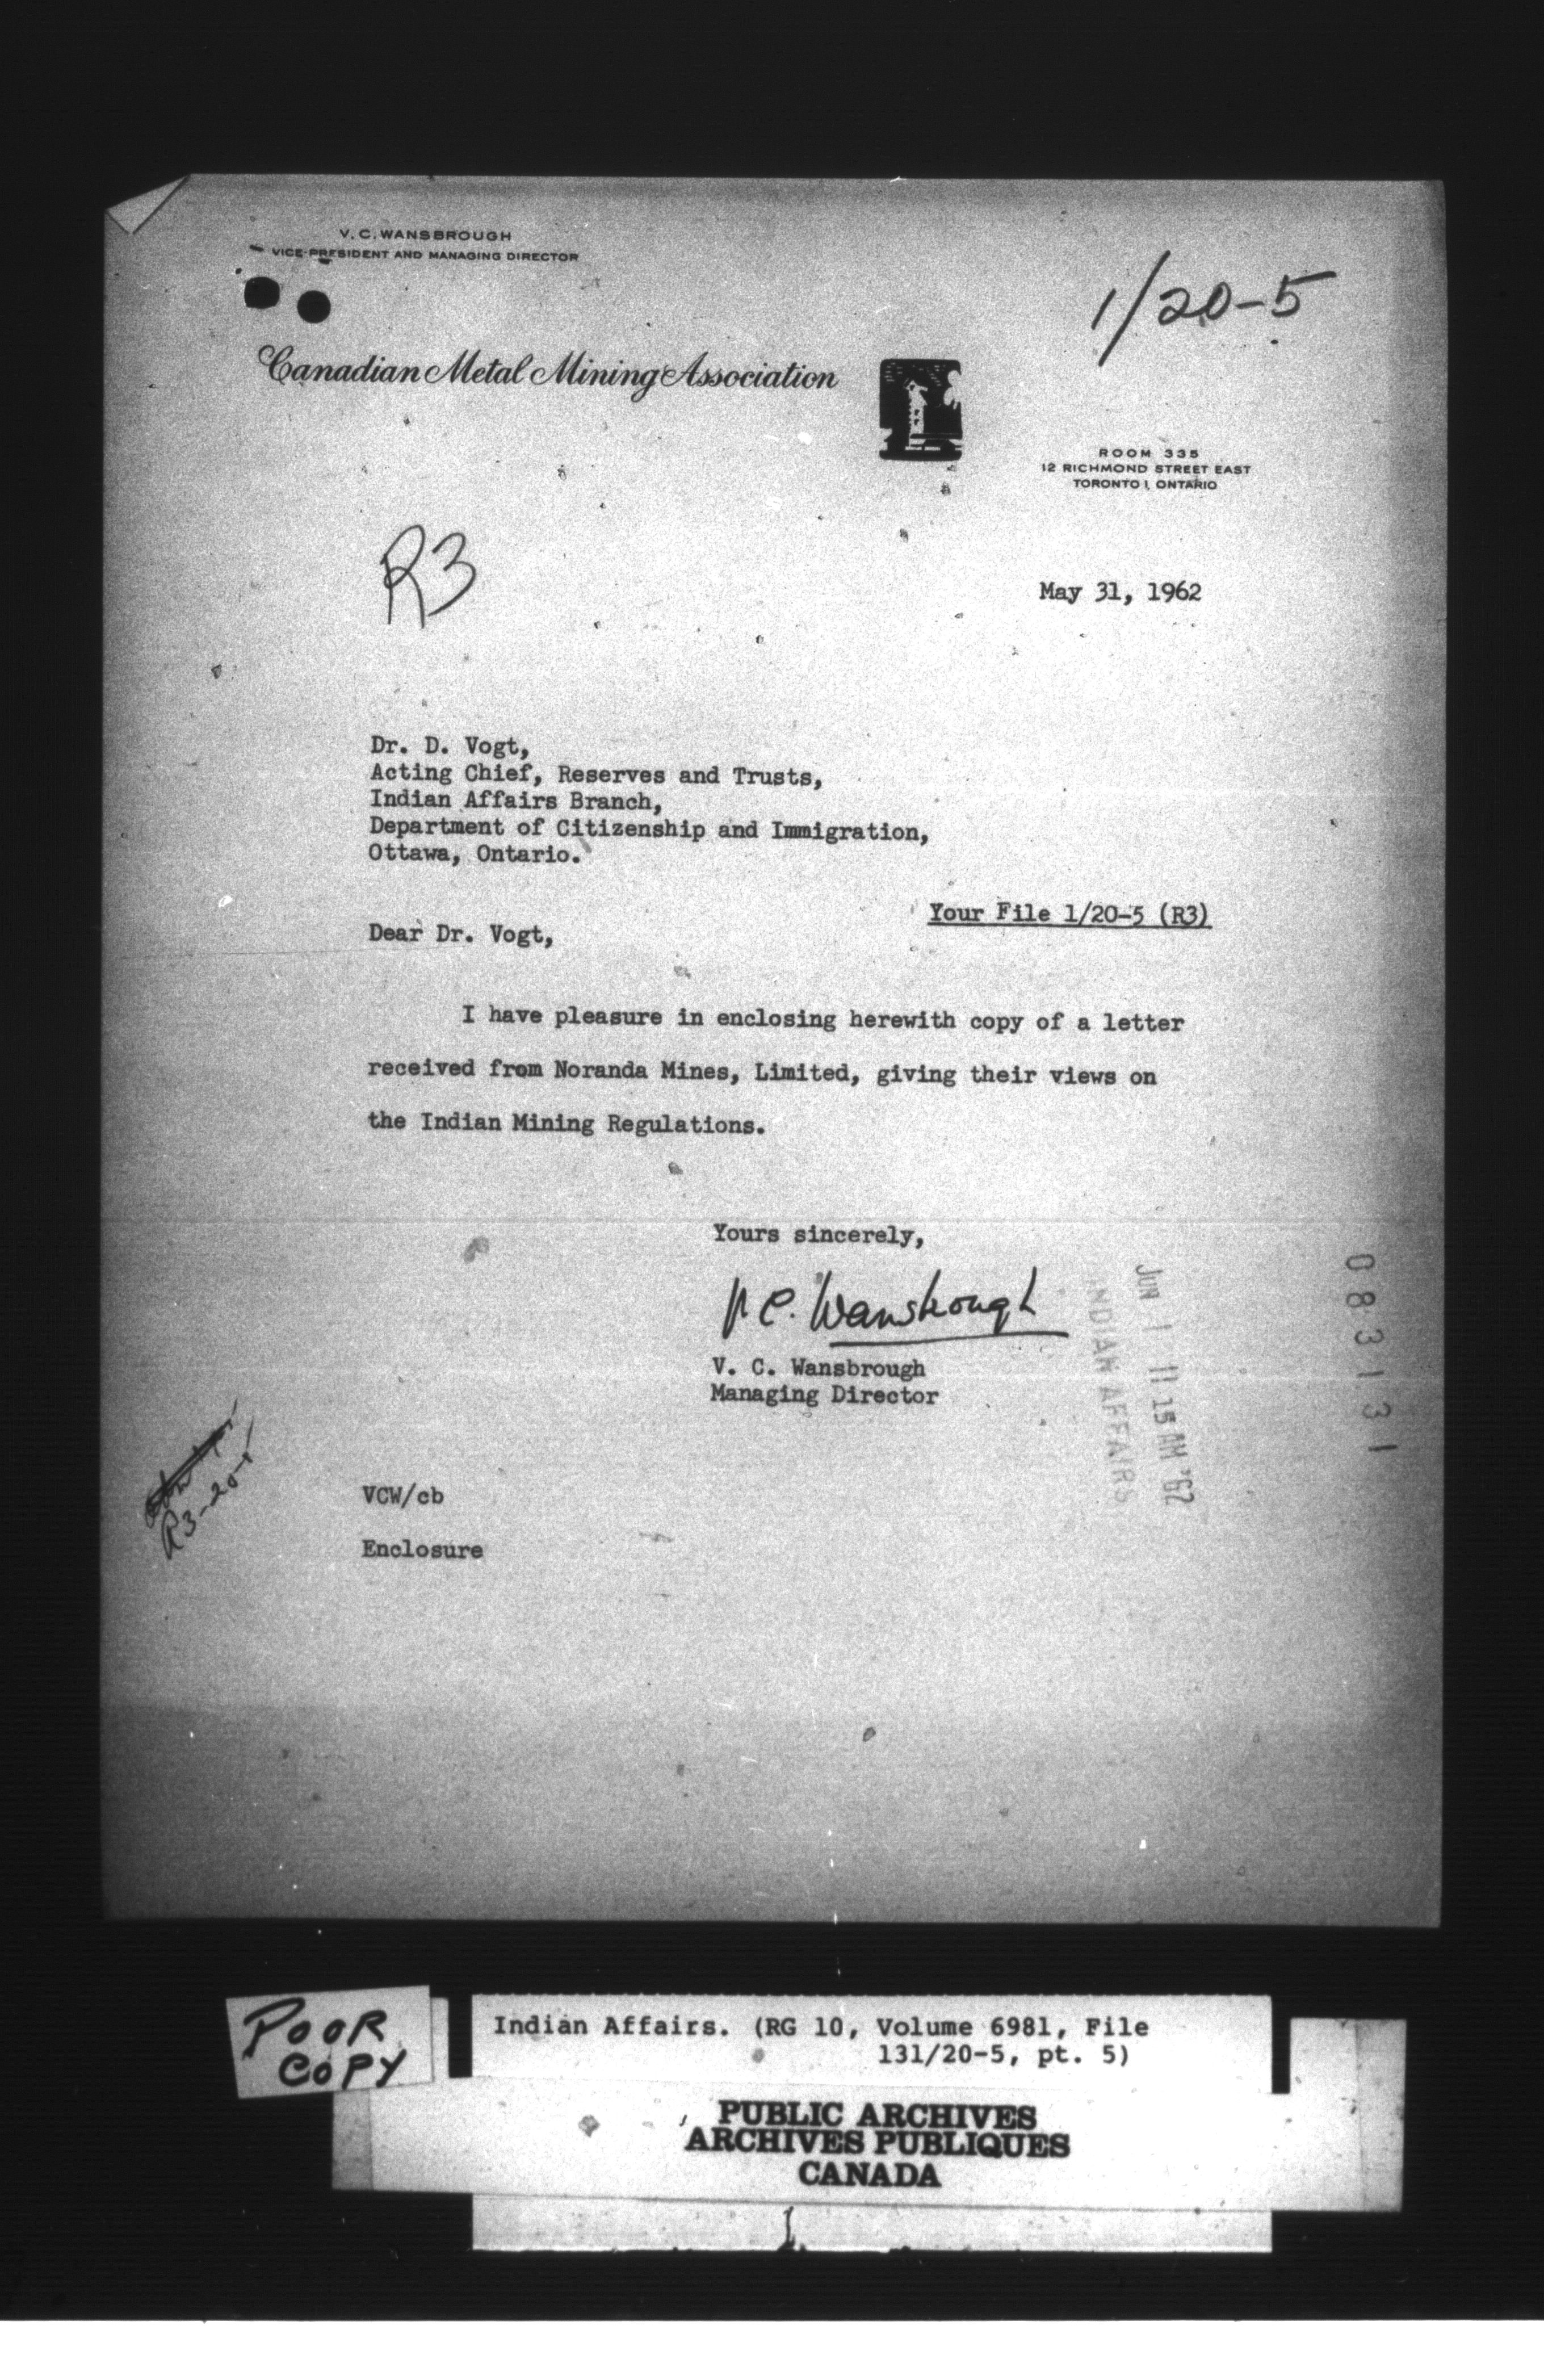 V. C. WANSBROUGH
VICE-PRESIDENT AND MANAGING DIRECTOR
1/20-5
Canadian Metal Mining Association
ROOM 335
12 RICHMOND STREET EAST
TORONTO 1, ONTARIO
R3
May 31, 1962
Dr. D. Vogt,
Acting Chief, Reserves and Trusts,
Indian Affairs Branch,
Department of Citizenship and Immigration,
Ottawa, Ontario.
Your File 1/20-5 (R3)
Dear Dr. Vogt,
I have pleasure in enclosing herewith copy of a letter
received from Noranda Mines, Limited, giving their views on
the Indian Mining Regulations.
Yours sincerely,
V. C. Wansbrough
V. C. Wansbrough
Managing Director
JUN 1 11 15 AM '62
INDIAN AFFAIRS
083131
R3-20-1
VCW/cb
Enclosure
POOR
COPY
Indian Affairs. (RG 10, Volume 6981, File
131/20-5, pt. 5)
PUBLIC ARCHIVES
ARCHIVES PUBLIQUES
CANADA